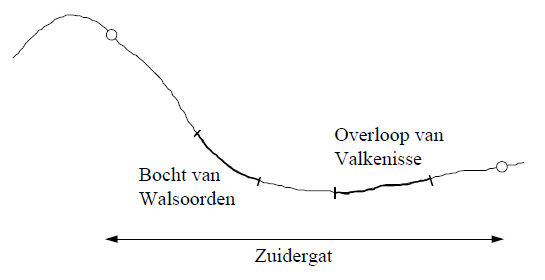 Overloop van
Valkenisse
Bocht van
Walsoorden
Zuidergat